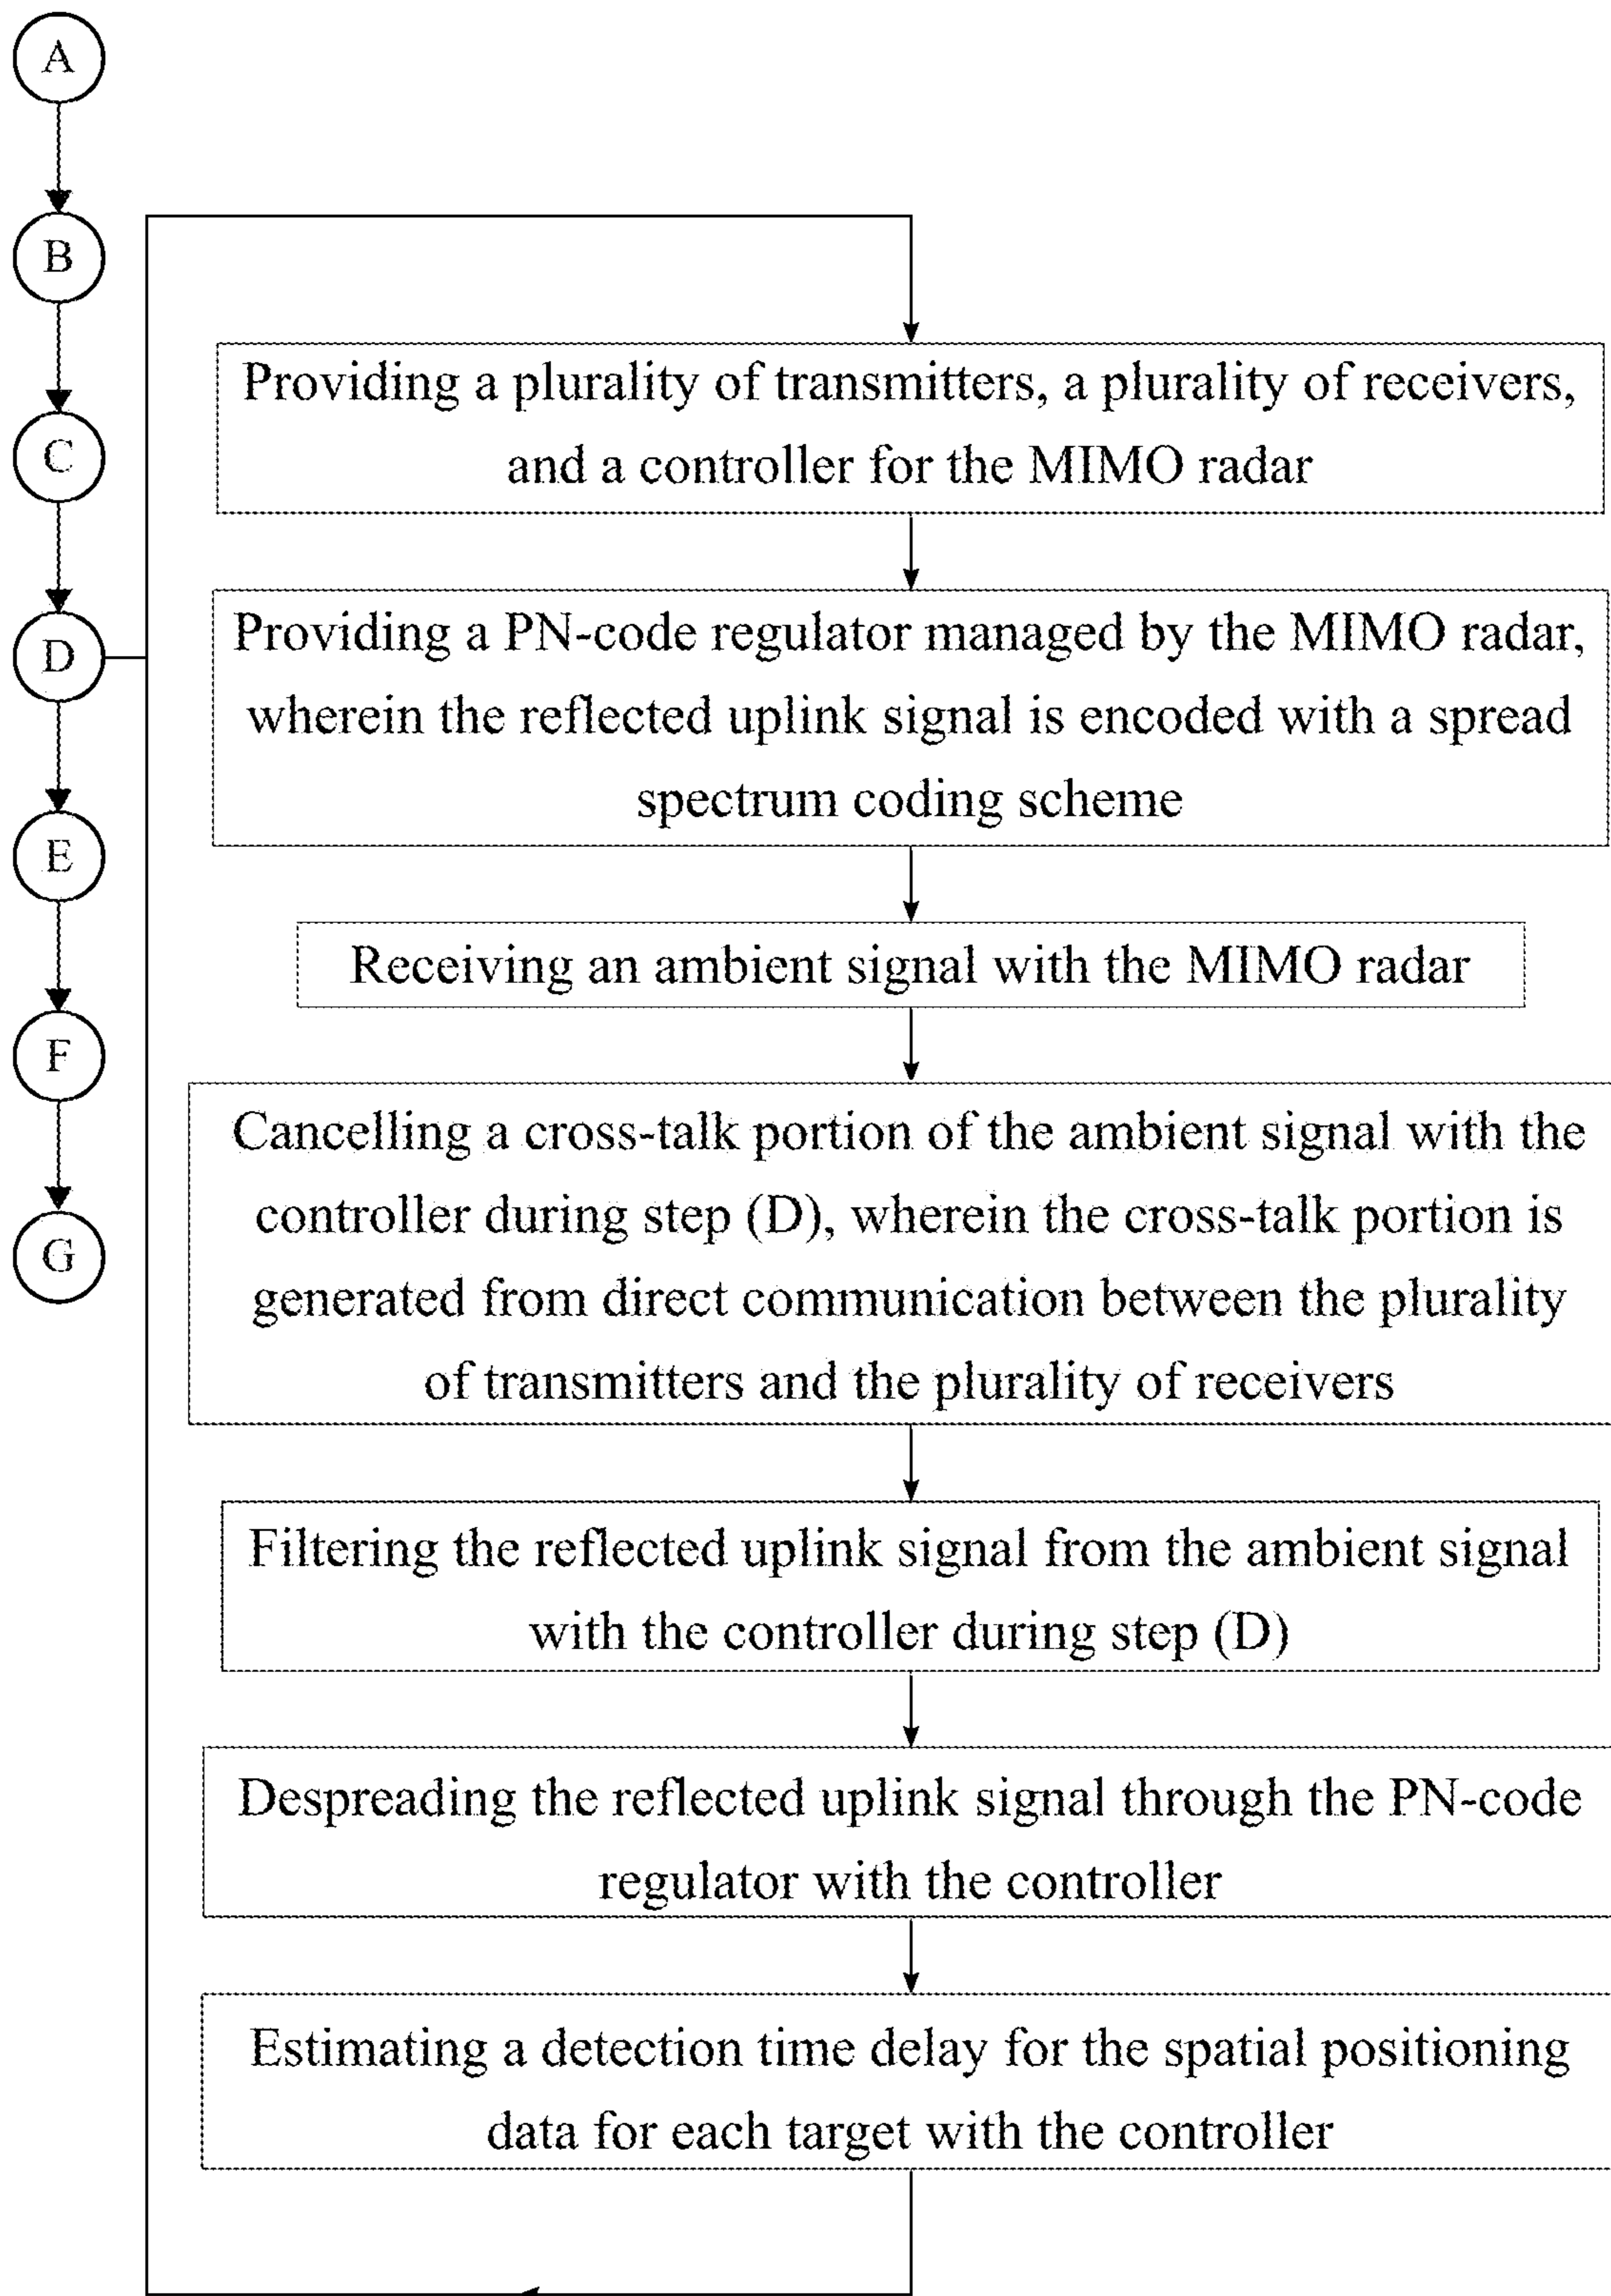 A
B
C
D
E
F
G
Providing a plurality of transmitters, a plurality of receivers,
and a controller for the MIMO radar
Providing a PN-code regulator managed by the MIMO radar,
wherein the reflected uplink signal is encoded with a spread
spectrum coding scheme
Receiving an ambient signal with the MIMO radar
Cancelling a cross-talk portion of the ambient signal with the
controller during step (D), wherein the cross-talk portion is
generated from direct communication between the plurality
of transmitters and the plurality of receivers
Filtering the reflected uplink signal from the ambient signal
with the controller during step (D)
Despreading the reflected uplink signal through the PN-code
regulator with the controller
Estimating a detection time delay for the spatial positioning
data for each target with the controller